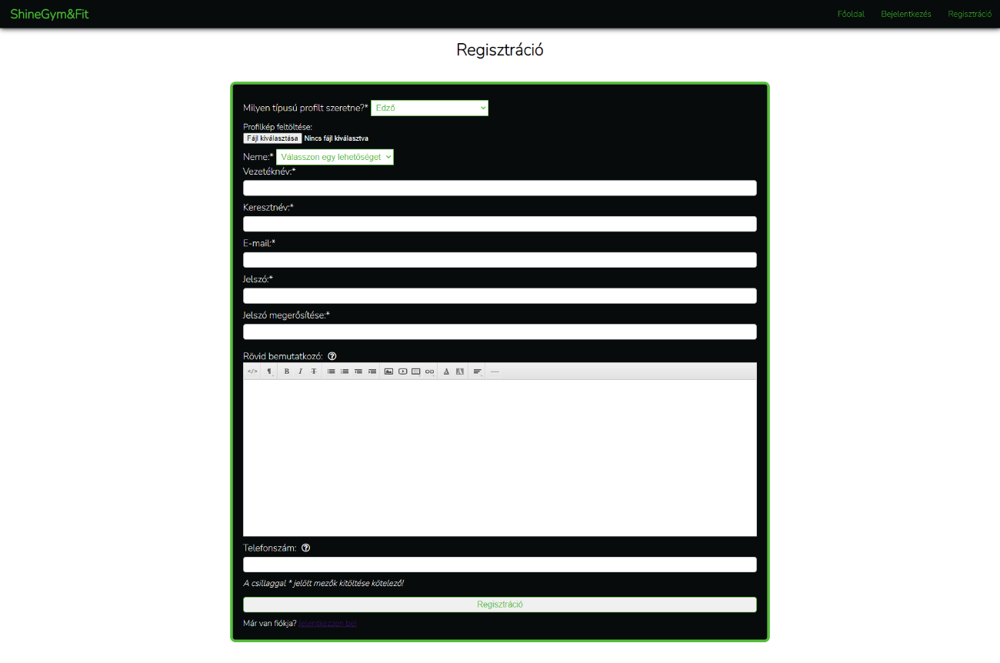 ShineGym&Fit Főoldal Bejelentkezés Regisztráció
Regisztráció
Milyen típusú profilt szeretne?* Edző
Profilkép feltöltése:
Fájl kiválasztása Nincs fájl kiválasztva
Neme:* Válasszon egy lehetőséget
Vezetéknév:*
Keresztnév:*
E-mail:*
Jelszó:*
Jelszó megerősítése:*
Rövid bemutatkozó:
Telefonszám:
A csillaggal * jelölt mezők kitöltése kötelező!
Regisztráció
Már van fiókja? Jelentkezzen be!